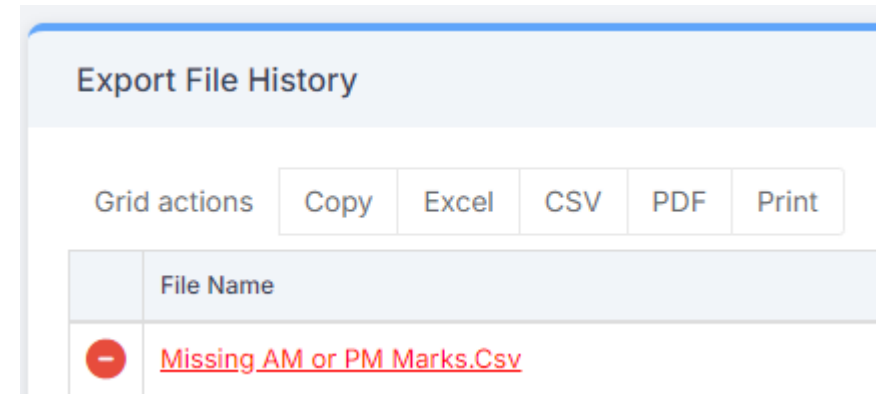 Export File History
Grid actions Copy Excel CSV PDF Print
File Name
Missing AM or PM Marks.Csv